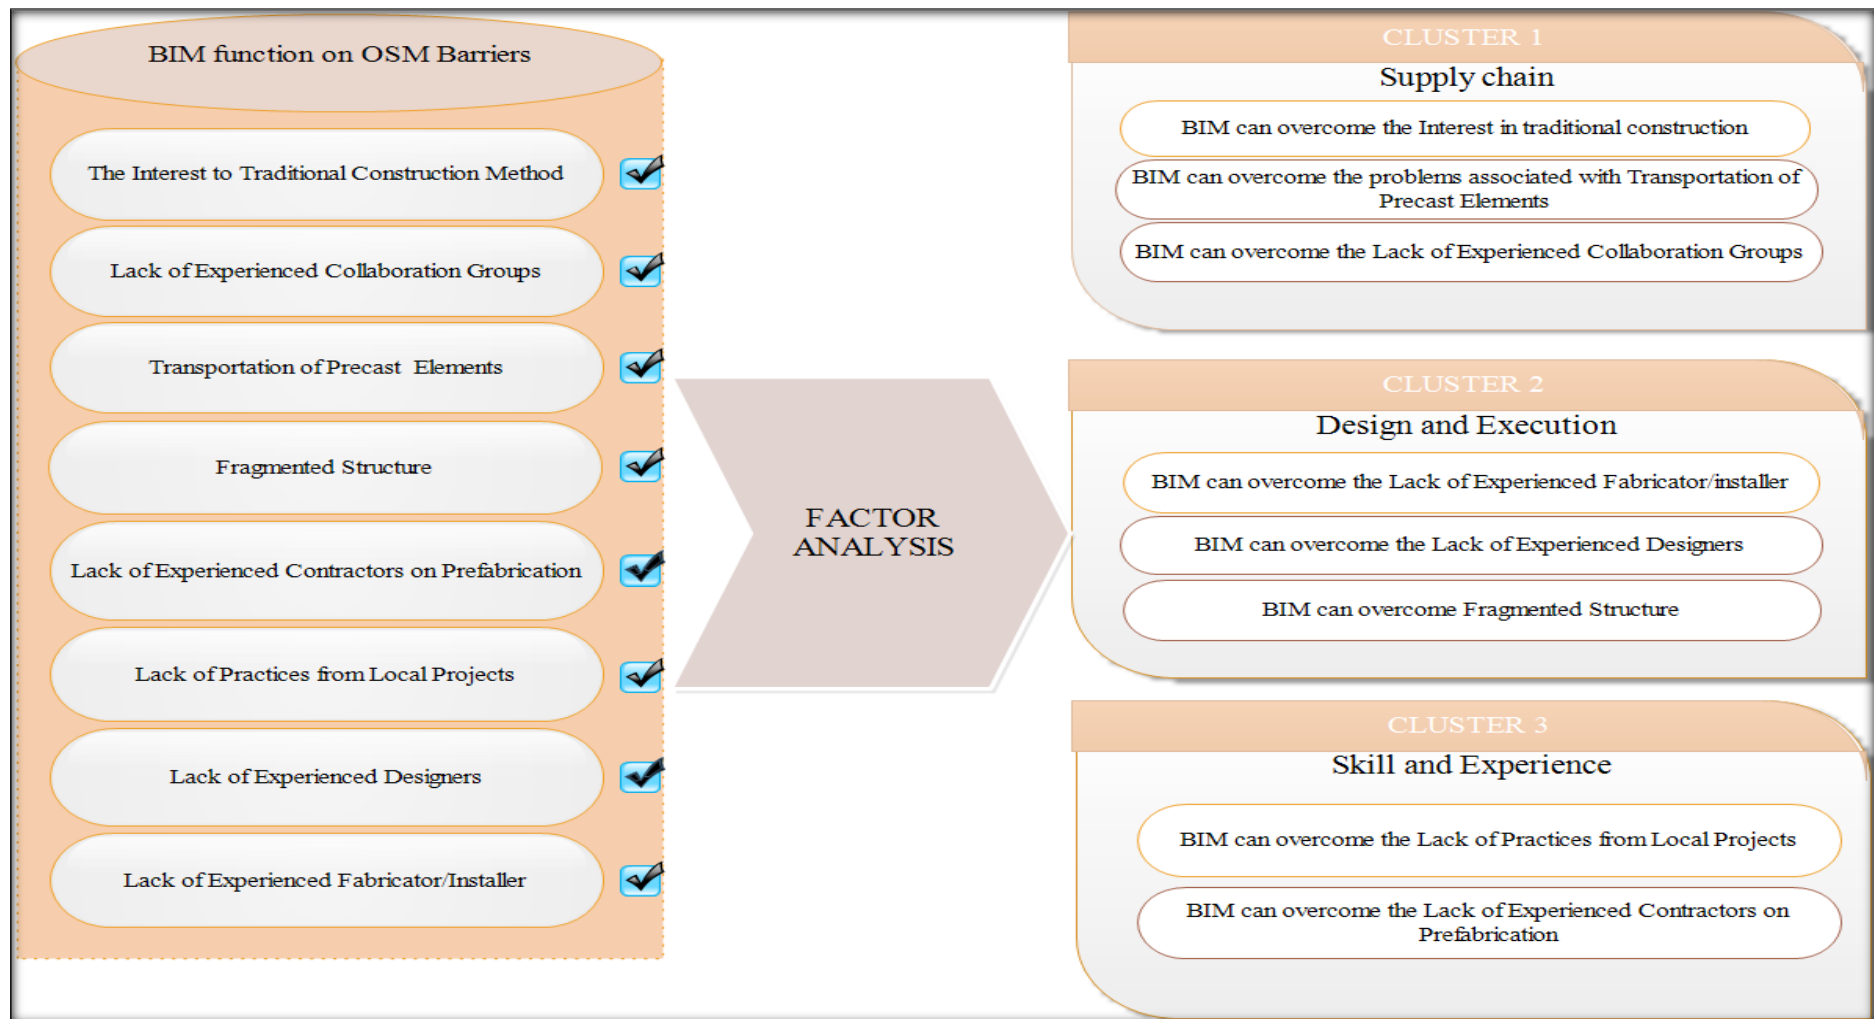 BIM function on OSM Barriers
The Interest to Traditional Construction Method
Lack of Experienced Collaboration Groups
Transportation of Precast Elements
Fragmented Structure
Lack of Experienced Contractors on Prefabrication
Lack of Practices from Local Projects
Lack of Experienced Designers
Lack of Experienced Fabricator/Installer
FACTOR
ANALYSIS
CLUSTER 1
Supply chain
BIM can overcome the Interest in traditional construction
BIM can overcome the problems associated with Transportation of
Precast Elements
BIM can overcome the Lack of Experienced Collaboration Groups
CLUSTER 2
Design and Execution
BIM can overcome the Lack of Experienced Fabricator/installer
BIM can overcome the Lack of Experienced Designers
BIM can overcome Fragmented Structure
CLUSTER 3
Skill and Experience
BIM can overcome the Lack of Practices from Local Projects
BIM can overcome the Lack of Experienced Contractors on
Prefabrication